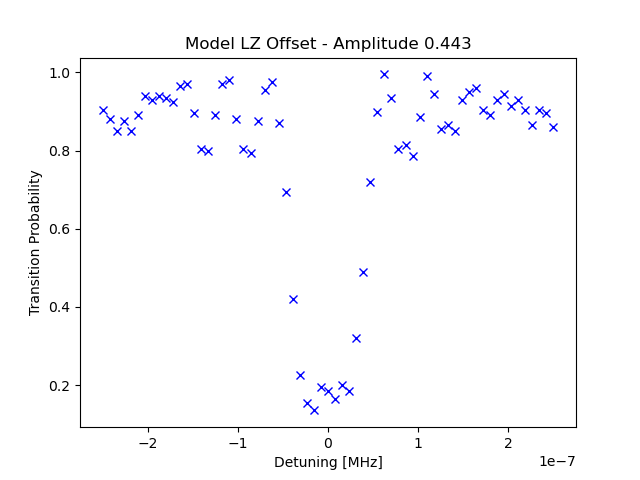 Model LZ Offset - Amplitude 0.443
1.0
0.8
0.6
0.4
0.2
Transition Probability
−2
−1
0
1
2
1e−7
Detuning [MHz]